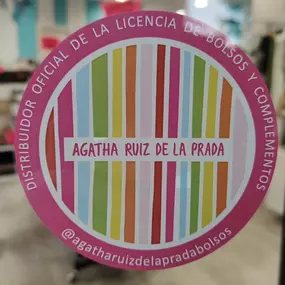 DISTRIBUIDOR OFICIAL DE LA LICENCIA DE BOLSOS Y COMPLEMENTOS
AGATHA RUIZ DE LA PRADA
@agatharuizdelapradabolsos